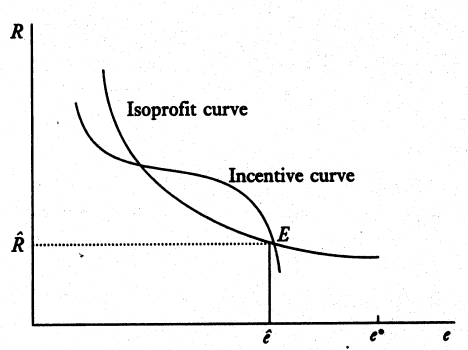 R
Isoprofit curve
Incentive curve
E
R̂
ê
e*
e